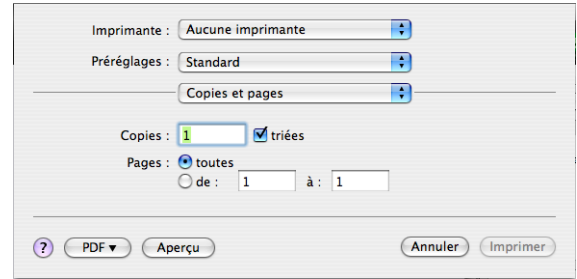 Imprimante : Aucune imprimante
Préréglages : Standard
Copies et pages
Copies : 1 triées
Pages : toutes
de : 1 à : 1
? PDF ▼ Aperçu Annuler Imprimer